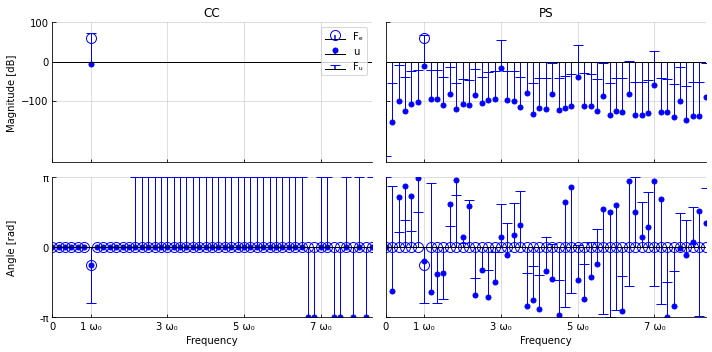 CC
PS
Magnitude [dB]
100
0
−100
Fₑ
u
Fᵤ
Angle [rad]
π
0
-π
0
1 ω₀
3 ω₀
5 ω₀
7 ω₀
Frequency
0
1 ω₀
3 ω₀
5 ω₀
7 ω₀
Frequency